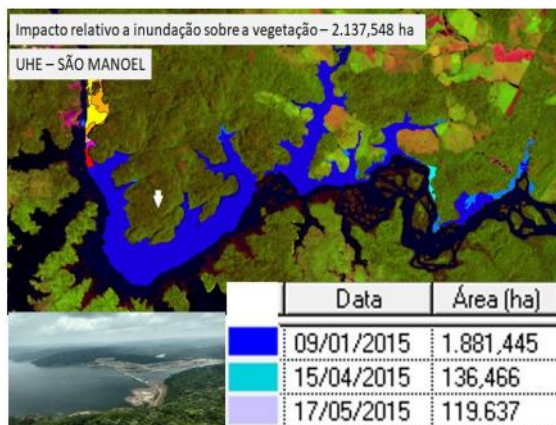 Impacto relativo a inundação sobre a vegetação – 2.137,548 ha
UHE – SÃO MANOEL
Data Área (ha)
09/01/2015 1.881,445
15/04/2015 136,466
17/05/2015 119.637